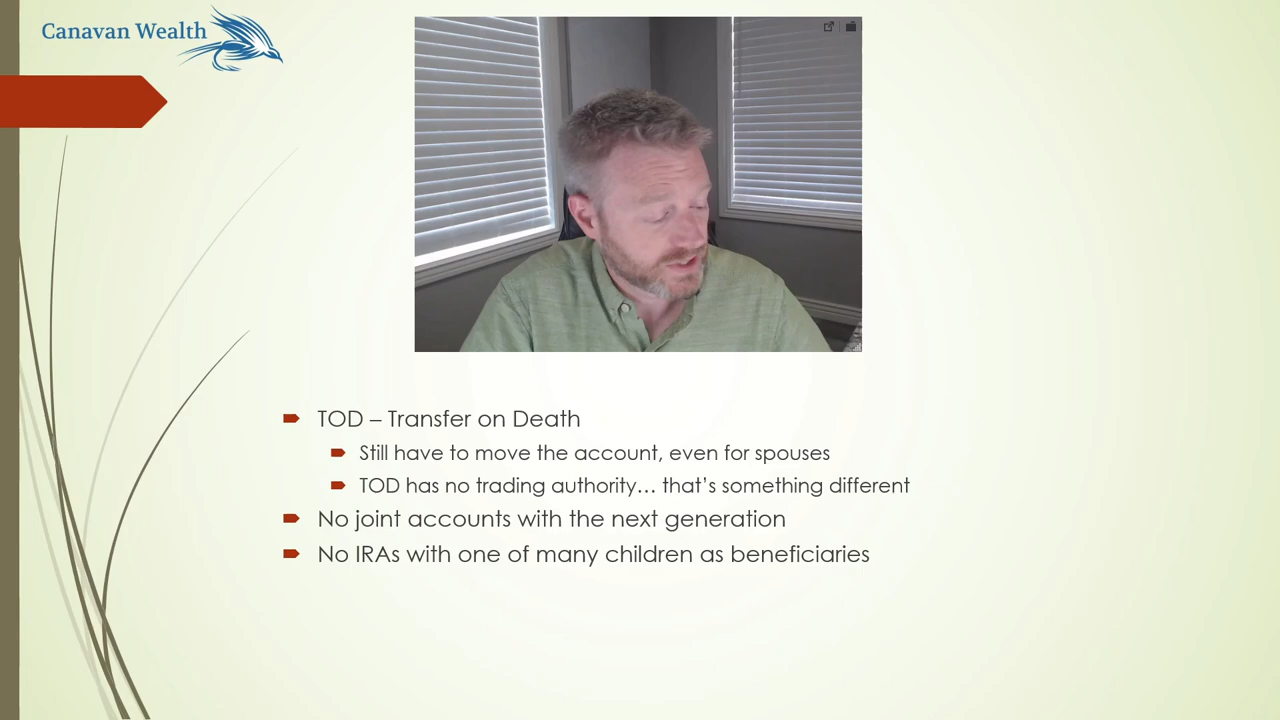 Canavan Wealth
TOD – Transfer on Death
Still have to move the account, even for spouses
TOD has no trading authority… that’s something different
No joint accounts with the next generation
No IRAs with one of many children as beneficiaries